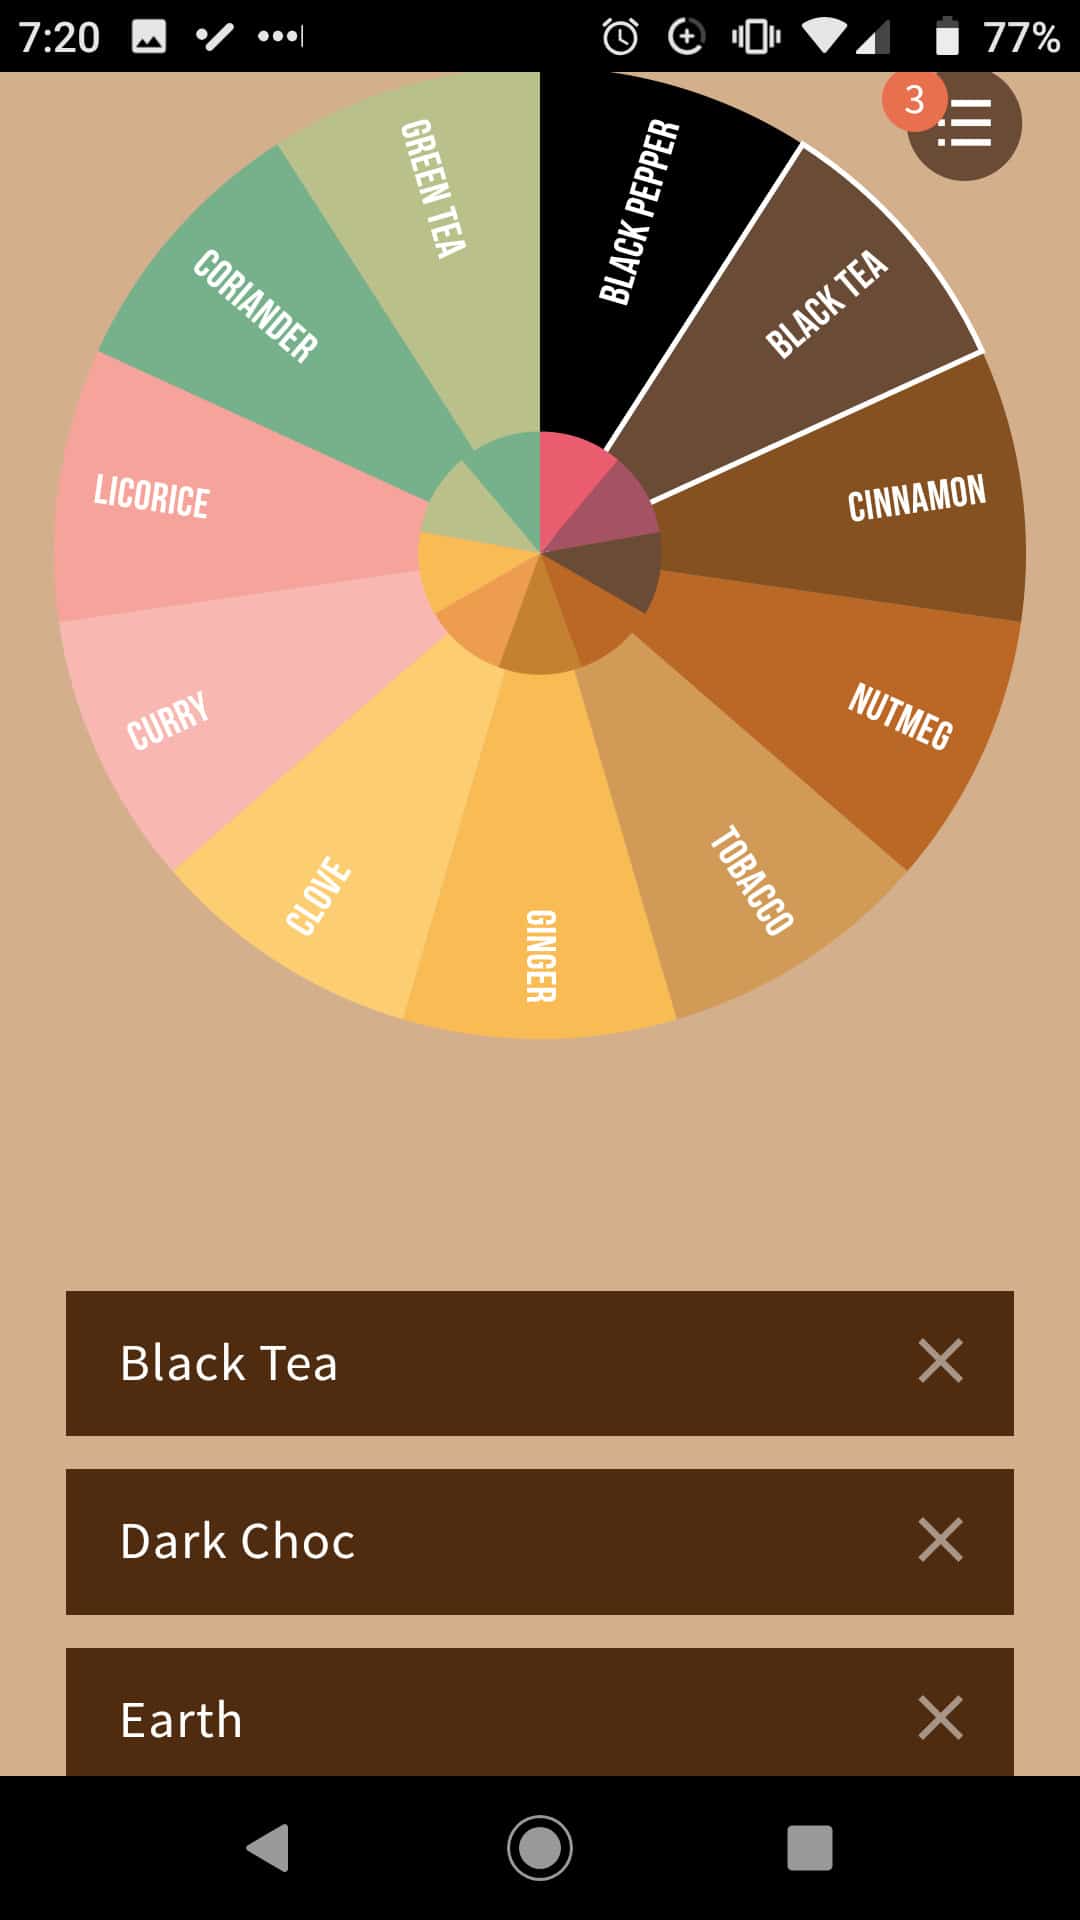 7:20
77%
3
GREEN TEA
BLACK PEPPER
BLACK TEA
CORIANDER
CINNAMON
LICORICE
NUTMEG
CURRY
TOBACCO
CLOVE
GINGER
Black Tea
Dark Choc
Earth